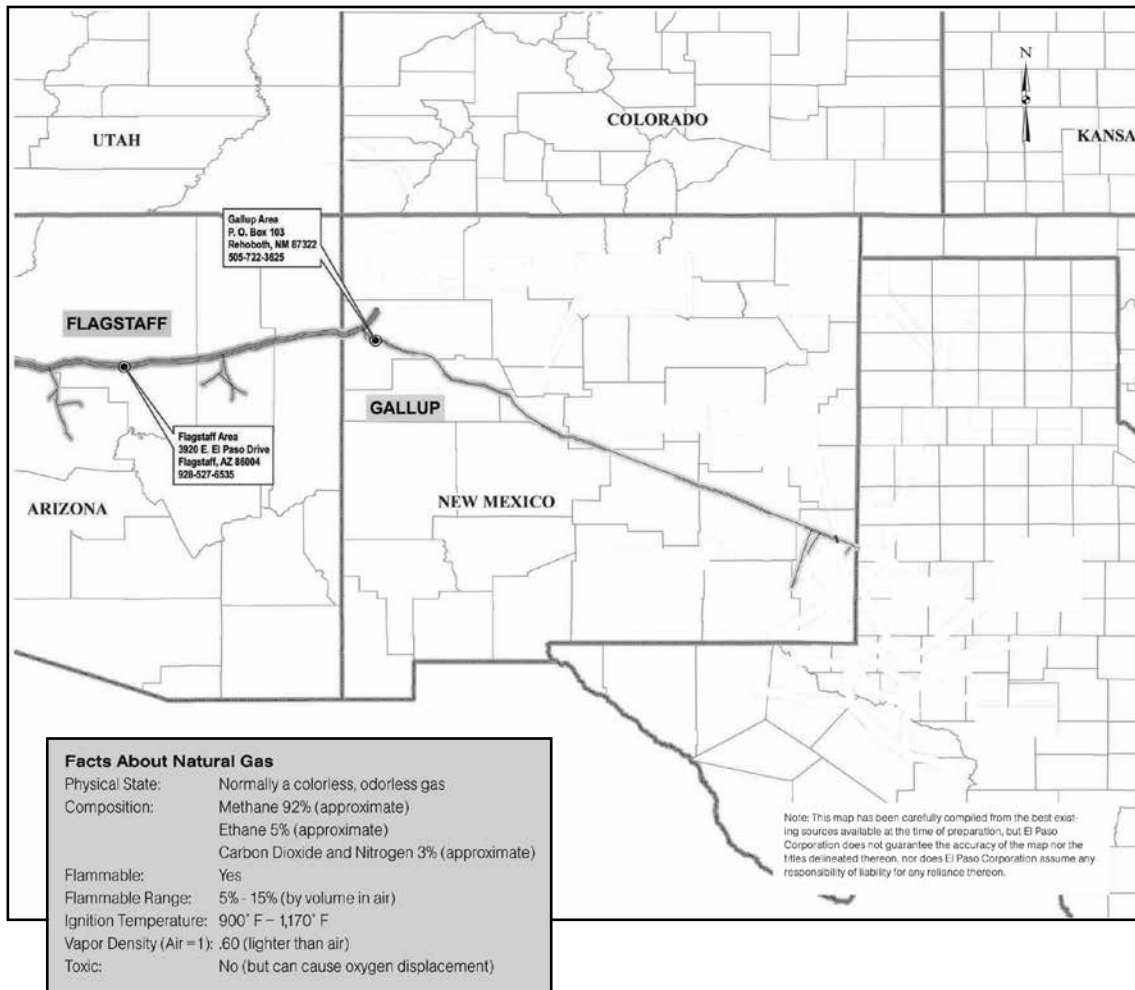 N
UTAH
COLORADO
KANSA
Gallup Area
P. O. Box 103
Rehoboth, NM 87322
505-722-3625
FLAGSTAFF
GALLUP
Flagstaff Area
3920 E. El Paso Drive
Flagstaff, AZ 86004
928-527-6535
ARIZONA
NEW MEXICO
Facts About Natural Gas
Physical State: Normally a colorless, odorless gas
Composition: Methane 92% (approximate)
Ethane 5% (approximate)
Carbon Dioxide and Nitrogen 3% (approximate)
Flammable: Yes
Flammable Range: 5% - 15% (by volume in air)
Ignition Temperature: 900° F – 1,170° F
Vapor Density (Air =1): .60 (lighter than air)
Toxic: No (but can cause oxygen displacement)
Note: This map has been carefully compiled from the best exist-
ing sources available at the time of preparation, but El Paso
Corporation does not guarantee the accuracy of the map nor the
titles delineated thereon, nor does El Paso Corporation assume any
responsibility of liability for any reliance thereon.